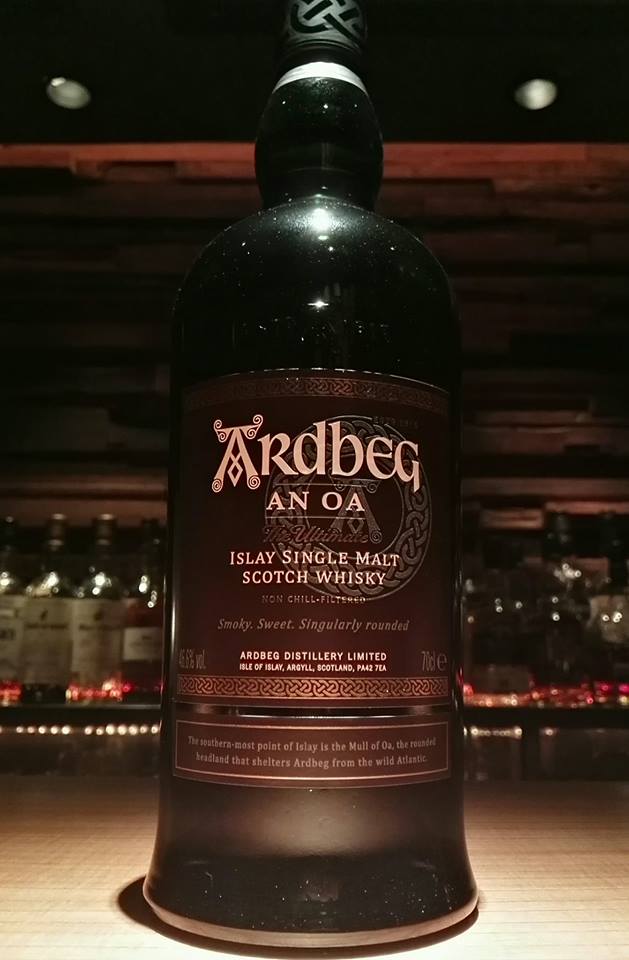 ARDBEG
AN OA
The Ultimate
ISLAY SINGLE MALT
SCOTCH WHISKY
NON CHILL-FILTERED
Smoky. Sweet. Singularly rounded
46.6% vol. ARDBEG DISTILLERY LIMITED 70cl ℮
ISLE OF ISLAY, ARGYLL, SCOTLAND, PA42 7EA
The southern-most point of Islay is the Mull of Oa, the rounded
headland that shelters Ardbeg from the wild Atlantic.